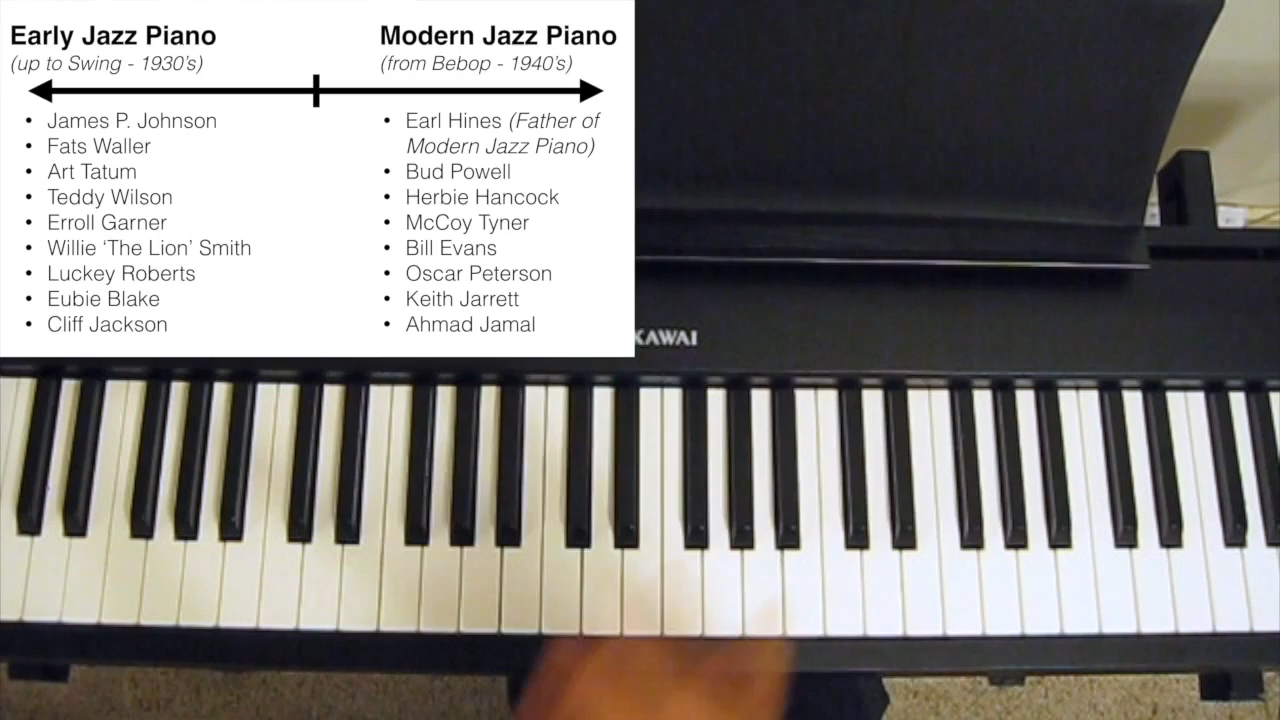 Early Jazz Piano
(up to Swing - 1930's)
Modern Jazz Piano
(from Bebop - 1940's)
• James P. Johnson
• Fats Waller
• Art Tatum
• Teddy Wilson
• Erroll Garner
• Willie ‘The Lion’ Smith
• Luckey Roberts
• Eubie Blake
• Cliff Jackson
• Earl Hines (Father of
Modern Jazz Piano)
• Bud Powell
• Herbie Hancock
• McCoy Tyner
• Bill Evans
• Oscar Peterson
• Keith Jarrett
• Ahmad Jamal
KAWAI